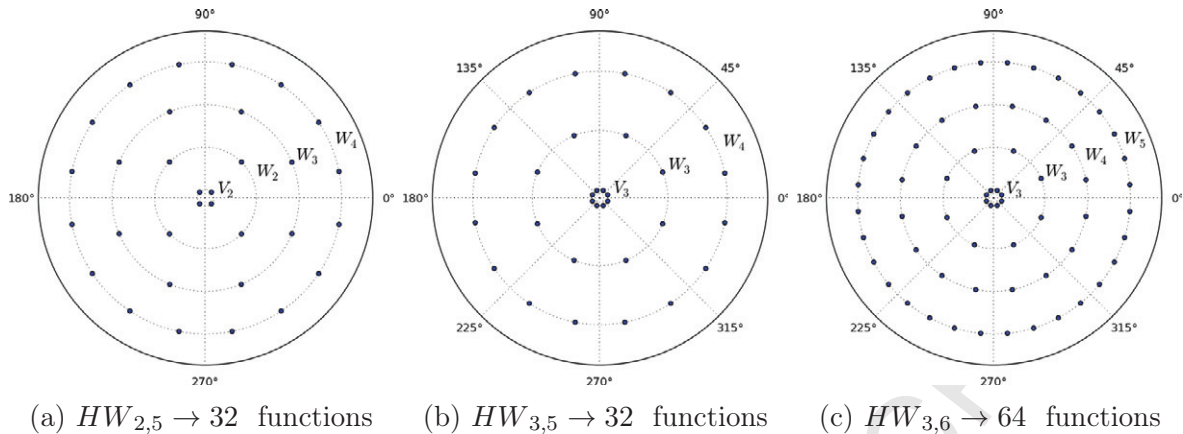 90°
180°
0°
270°
V₂
W₂
W₃
W₄
90°
135°
45°
180°
0°
225°
315°
270°
V₃
W₃
W₄
90°
135°
45°
180°
0°
225°
315°
270°
V₃
W₃
W₄
W₅
(a) HW₂,₅ → 32 functions
(b) HW₃,₅ → 32 functions
(c) HW₃,₆ → 64 functions